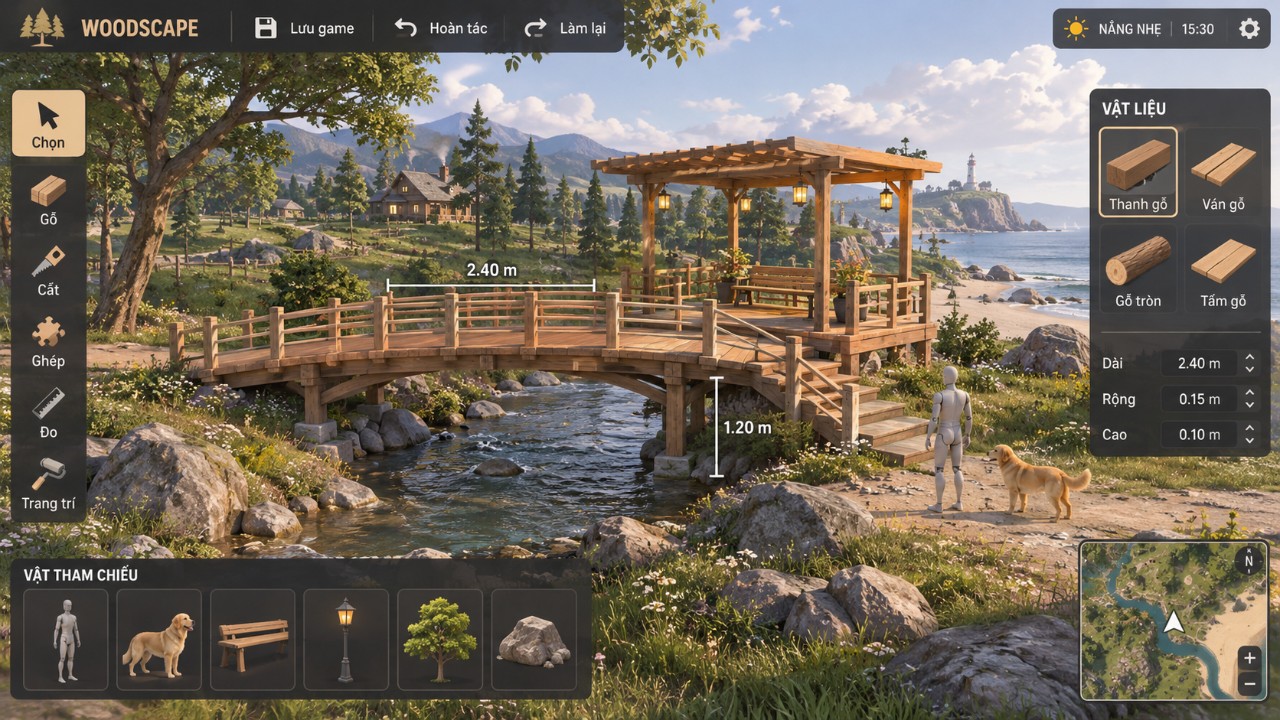 WOODSCAPE
Lưu game
Hoàn tác
Làm lại
NẮNG NHẸ
15:30
Chọn
Gỗ
Cắt
Ghép
Đo
Trang trí
2.40 m
1.20 m
VẬT LIỆU
Thanh gỗ
Ván gỗ
Gỗ tròn
Tấm gỗ
Dài 2.40 m
Rộng 0.15 m
Cao 0.10 m
VẬT THAM CHIẾU
N